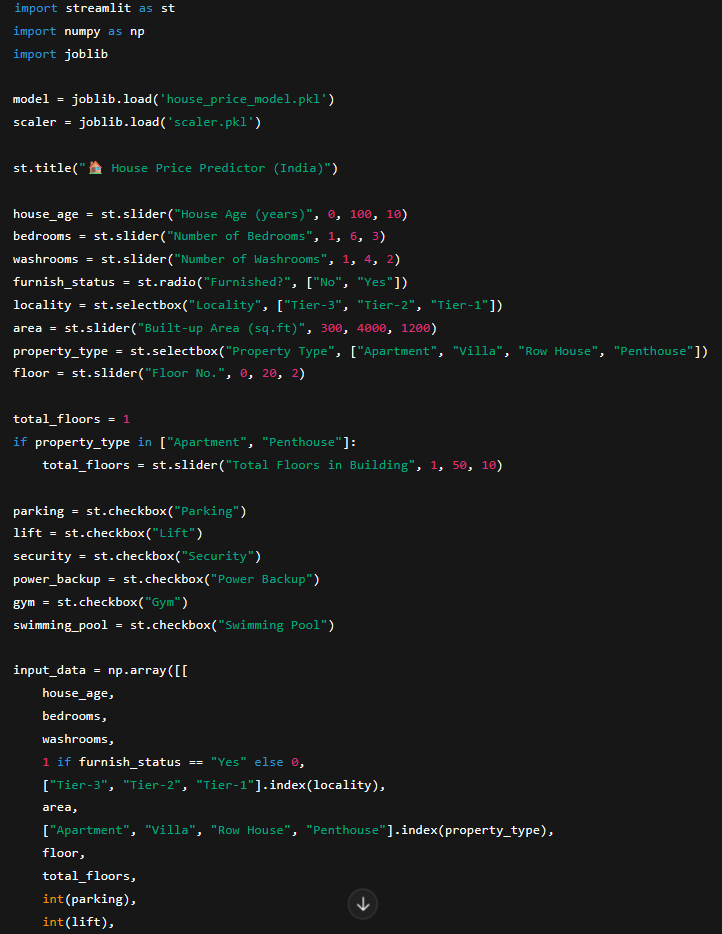 import streamlit as st
import numpy as np
import joblib

model = joblib.load('house_price_model.pkl')
scaler = joblib.load('scaler.pkl')

st.title("🏠 House Price Predictor (India)")

house_age = st.slider("House Age (years)", 0, 100, 10)
bedrooms = st.slider("Number of Bedrooms", 1, 6, 3)
washrooms = st.slider("Number of Washrooms", 1, 4, 2)
furnish_status = st.radio("Furnished?", ["No", "Yes"])
locality = st.selectbox("Locality", ["Tier-3", "Tier-2", "Tier-1"])
area = st.slider("Built-up Area (sq.ft)", 300, 4000, 1200)
property_type = st.selectbox("Property Type", ["Apartment", "Villa", "Row House", "Penthouse"])
floor = st.slider("Floor No.", 0, 20, 2)

total_floors = 1
if property_type in ["Apartment", "Penthouse"]:
    total_floors = st.slider("Total Floors in Building", 1, 50, 10)

parking = st.checkbox("Parking")
lift = st.checkbox("Lift")
security = st.checkbox("Security")
power_backup = st.checkbox("Power Backup")
gym = st.checkbox("Gym")
swimming_pool = st.checkbox("Swimming Pool")

input_data = np.array([[
    house_age,
    bedrooms,
    washrooms,
    1 if furnish_status == "Yes" else 0,
    ["Tier-3", "Tier-2", "Tier-1"].index(locality),
    area,
    ["Apartment", "Villa", "Row House", "Penthouse"].index(property_type),
    floor,
    total_floors,
    int(parking),
    int(lift),